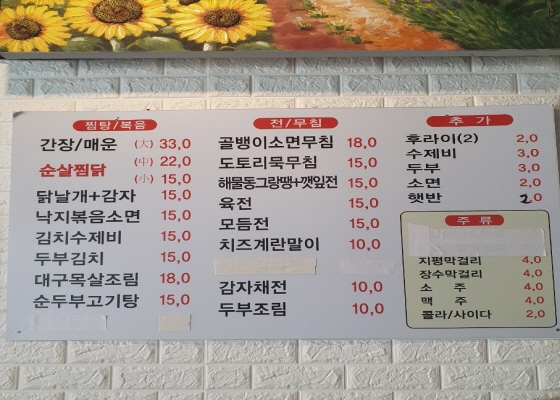 찜탕/볶음
간장/매운 (大) 33,0
순살찜닭 (中) 22,0
(小) 15,0
닭날개+감자 15,0
낙지볶음소면 15,0
김치수제비 15,0
두부김치 15,0
대구목살조림 18,0
순두부고기탕 15,0
전/무침
골뱅이소면무침 18,0
도토리묵무침 15,0
해물동그랑땡+깻잎전 15,0
육전 15,0
모듬전 15,0
치즈계란말이 10,0
감자채전 10,0
두부조림 10,0
추가
후라이(2) 2,0
수제비 3,0
두부 3,0
소면 2,0
햇반 2,0
주류
지평막걸리 4,0
장수막걸리 4,0
소주 4,0
맥주 4,0
콜라/사이다 2,0